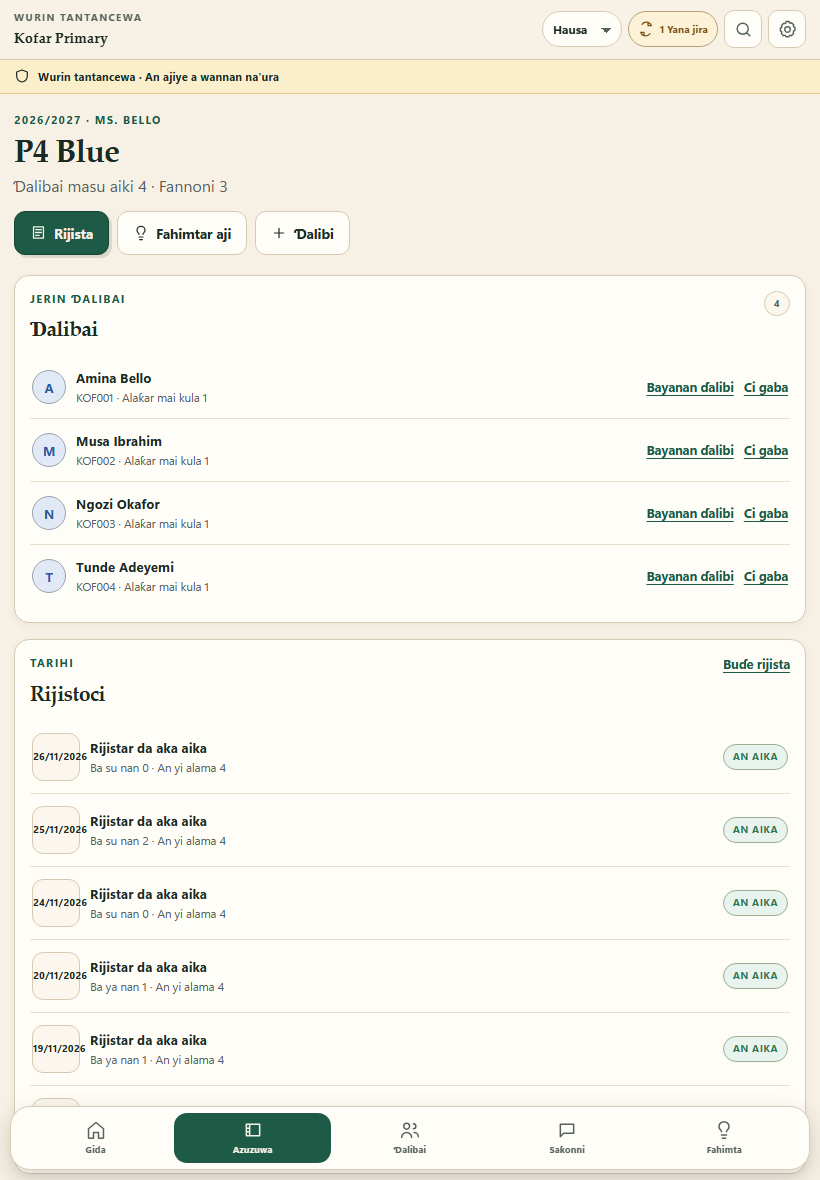 WURIN TANTANCEWA
Kofar Primary
Hausa
1 Yana jira
Wurin tantancewa · An ajiye a wannan na'ura
2026/2027 · MS. BELLO
P4 Blue
Ɗalibai masu aiki 4 · Fannoni 3
Rijista
Fahimtar aji
Ɗalibi
JERIN ƊALIBAI
4
Ɗalibai
A
Amina Bello
KOF001 · Alaƙar mai kula 1
Bayanan ɗalibi Ci gaba
M
Musa Ibrahim
KOF002 · Alaƙar mai kula 1
Bayanan ɗalibi Ci gaba
N
Ngozi Okafor
KOF003 · Alaƙar mai kula 1
Bayanan ɗalibi Ci gaba
T
Tunde Adeyemi
KOF004 · Alaƙar mai kula 1
Bayanan ɗalibi Ci gaba
TARIHI
Buɗe rijista
Rijistoci
26/11/2026
Rijistar da aka aika
Ba su nan 0 · An yi alama 4
AN AIKA
25/11/2026
Rijistar da aka aika
Ba su nan 2 · An yi alama 4
AN AIKA
24/11/2026
Rijistar da aka aika
Ba su nan 0 · An yi alama 4
AN AIKA
20/11/2026
Rijistar da aka aika
Ba ya nan 1 · An yi alama 4
AN AIKA
19/11/2026
Rijistar da aka aika
Ba ya nan 1 · An yi alama 4
AN AIKA
Gida
Azuzuwa
Ɗalibai
Saƙonni
Fahimta